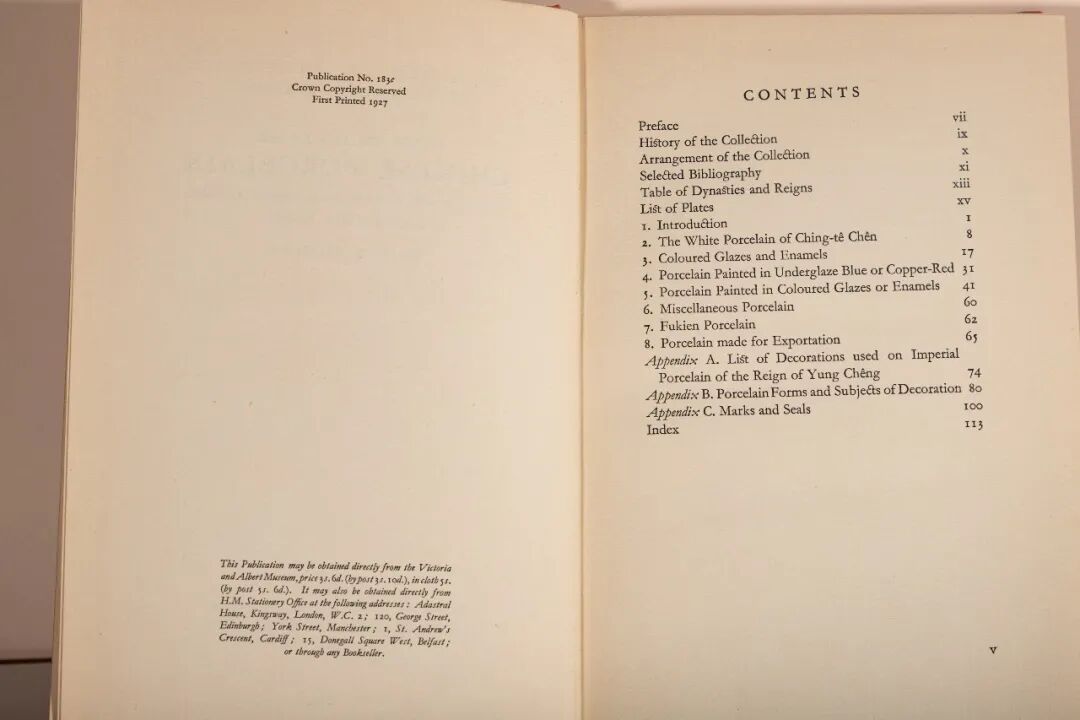 Publication No. 183c
Crown Copyright Reserved
First Printed 1927
This Publication may be obtained directly from the Victoria
and Albert Museum, price 3s. 6d. (by post 3s. 10d.), in cloth 5s.
(by post 5s. 6d.). It may also be obtained directly from
H.M. Stationery Office at the following addresses: Adastral
House, Kingsway, London, W.C. 2; 120, George Street,
Edinburgh; York Street, Manchester; 1, St. Andrew's
Crescent, Cardiff; 15, Donegall Square West, Belfast;
or through any Bookseller.
CONTENTS
Preface vii
History of the Collection ix
Arrangement of the Collection x
Selected Bibliography xi
Table of Dynasties and Reigns xiii
List of Plates xv
1. Introduction 1
2. The White Porcelain of Ching-tê Chên 8
3. Coloured Glazes and Enamels 17
4. Porcelain Painted in Underglaze Blue or Copper-Red 31
5. Porcelain Painted in Coloured Glazes or Enamels 41
6. Miscellaneous Porcelain 60
7. Fukien Porcelain 62
8. Porcelain made for Exportation 65
Appendix A. List of Decorations used on Imperial
Porcelain of the Reign of Yung Chêng 74
Appendix B. Porcelain Forms and Subjects of Decoration 80
Appendix C. Marks and Seals 100
Index 113
v